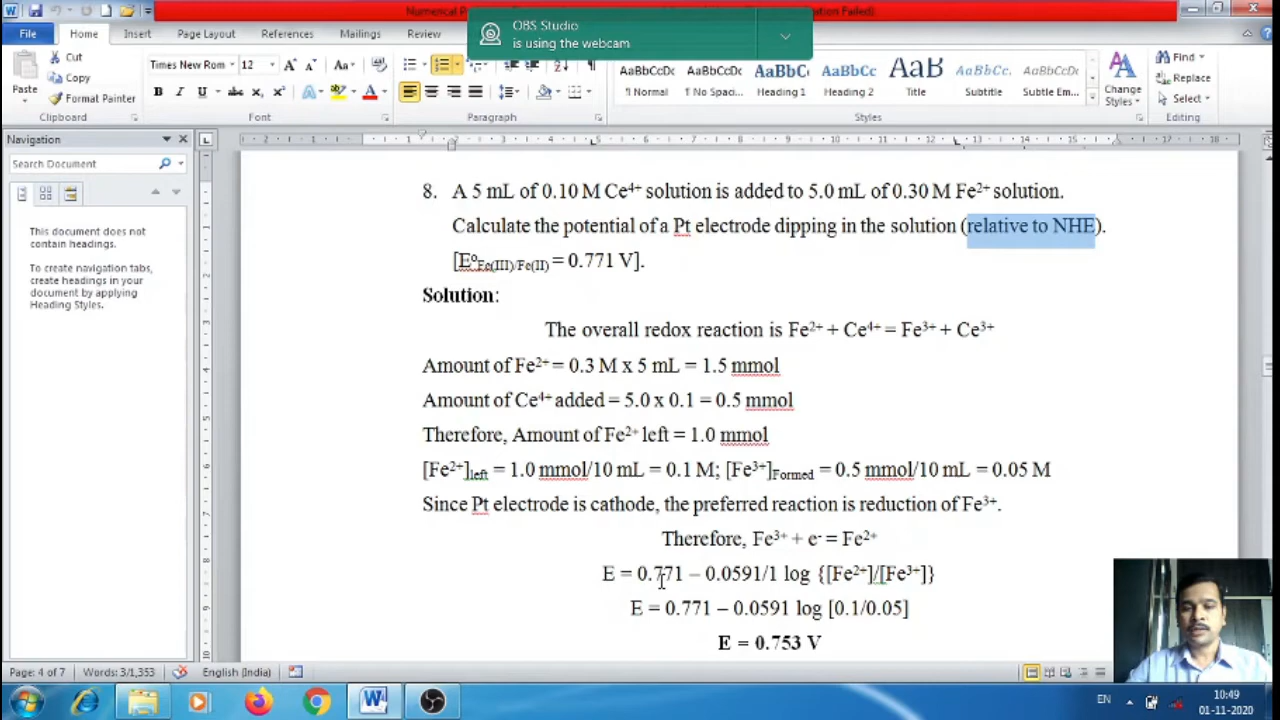 Numerical P
ation Failed)
OBS Studio
is using the webcam
File Home Insert Page Layout References Mailings Review
Paste
Cut
Copy
Format Painter
Clipboard
Times New Rom 12
B I U abc x₂ x²
Font
Paragraph
AaBbCcDc AaBbCcDc AaBbC AaBbCc AaB AaBbCc. AaBbCcDc
¶ Normal ¶ No Spac... Heading 1 Heading 2 Title Subtitle Subtle Em...
Change
Styles
Styles
Find
Replace
Select
Editing
Navigation
Search Document
This document does not
contain headings.
To create navigation tabs,
create headings in your
document by applying
Heading Styles.
8. A 5 mL of 0.10 M Ce⁴⁺ solution is added to 5.0 mL of 0.30 M Fe²⁺ solution.
Calculate the potential of a Pt electrode dipping in the solution (relative to NHE).
[Eº Fe(III)/Fe(II) = 0.771 V].
Solution:
The overall redox reaction is Fe²⁺ + Ce⁴⁺ = Fe³⁺ + Ce³⁺
Amount of Fe²⁺ = 0.3 M x 5 mL = 1.5 mmol
Amount of Ce⁴⁺ added = 5.0 x 0.1 = 0.5 mmol
Therefore, Amount of Fe²⁺ left = 1.0 mmol
[Fe²⁺]left = 1.0 mmol/10 mL = 0.1 M; [Fe³⁺]Formed = 0.5 mmol/10 mL = 0.05 M
Since Pt electrode is cathode, the preferred reaction is reduction of Fe³⁺.
Therefore, Fe³⁺ + e⁻ = Fe²⁺
E = 0.771 – 0.0591/1 log {[Fe²⁺]/[Fe³⁺]}
E = 0.771 – 0.0591 log [0.1/0.05]
E = 0.753 V
Page: 4 of 7 Words: 3/1,353 English (India)
EN
10:49
01-11-2020